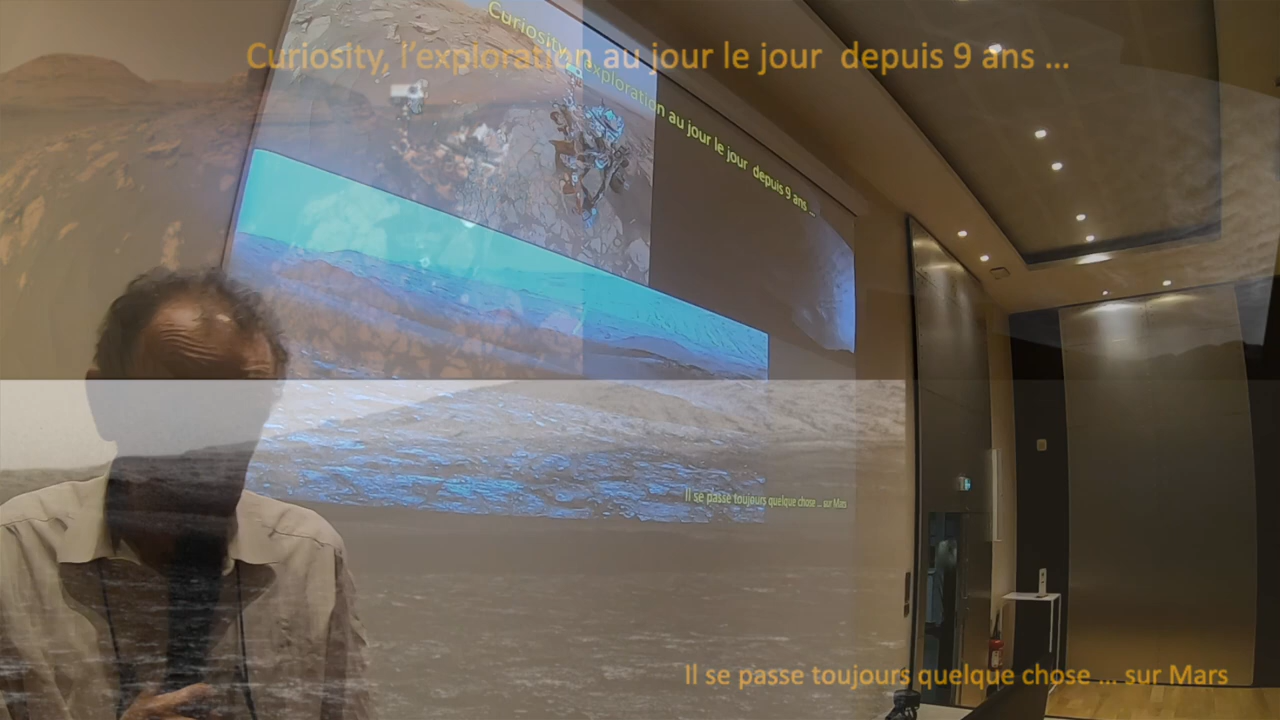 Curiosity, l'exploration au jour le jour depuis 9 ans ...
Curiosity, l'exploration au jour le jour depuis 9 ans ...
Il se passe toujours quelque chose ... sur Mars
Il se passe toujours quelque chose ... sur Mars